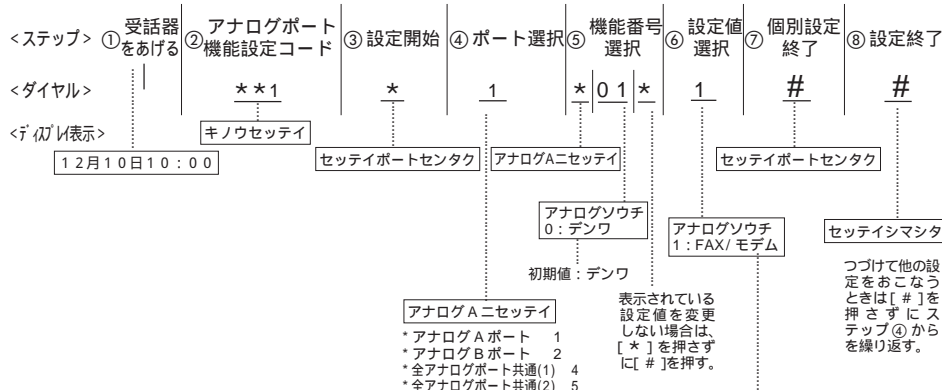 <ステップ> ①受話器をあげる ②アナログポート機能設定コード ③設定開始 ④ポート選択 ⑤機能番号選択 ⑥設定値選択 ⑦個別設定終了 ⑧設定終了
<ダイヤル> **1 * 1 *01* 1 # #
<ディスプレイ表示>
キノウセッテイ
12月10日10:00
セッテイポートセンタク
アナログAニセッテイ
セッテイポートセンタク
アナログソウチ
0:デンワ
初期値:デンワ
アナログソウチ
1:FAX/モデム
セッテイシマシタ
表示されている
設定値を変更
しない場合は、
[*]を押さず
に[#]を押す。
つづけて他の設
定をおこなう
ときは[#]を
押さずにス
テップ④から
を繰り返す。
アナログAニセッテイ
*アナログAポート 1
*アナログBポート 2
*全アナログポート共通(1) 4
*全アナログポート共通(2) 5